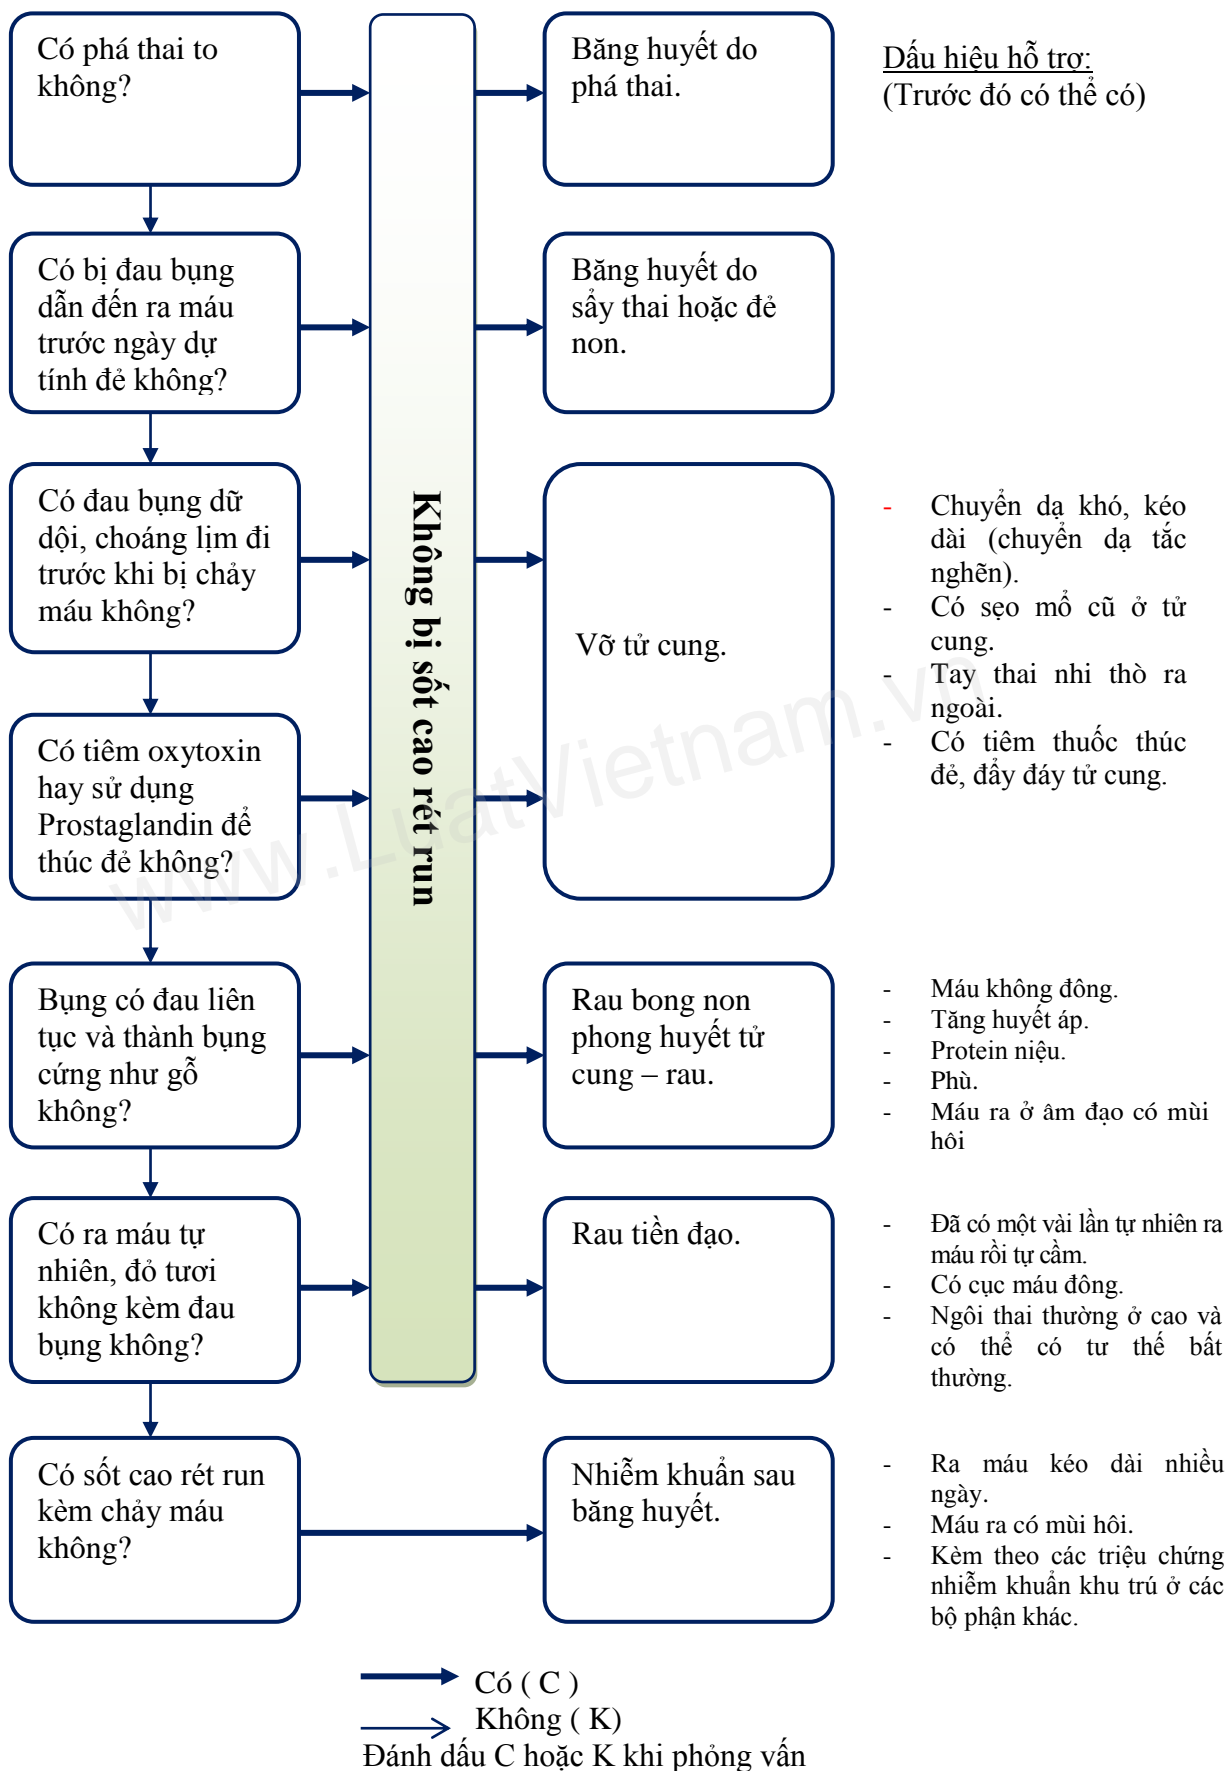 Có phá thai to
không?
Băng huyết do
phá thai.
Dấu hiệu hỗ trợ:
(Trước đó có thể có)
Có bị đau bụng
dẫn đến ra máu
trước ngày dự
tính đẻ không?
Băng huyết do
sẩy thai hoặc đẻ
non.
Không bị sốt cao rét run
Có đau bụng dữ
dội, choáng lịm đi
trước khi bị chảy
máu không?
Có tiêm oxytoxin
hay sử dụng
Prostaglandin để
thúc đẻ không?
Vỡ tử cung.
- Chuyển dạ khó, kéo
dài (chuyển dạ tắc
nghẽn).
- Có sẹo mổ cũ ở tử
cung.
- Tay thai nhi thò ra
ngoài.
- Có tiêm thuốc thúc
đẻ, đẩy đáy tử cung.
www.LuatVietnam.vn
Bụng có đau liên
tục và thành bụng
cứng như gỗ
không?
Rau bong non
phong huyết tử
cung – rau.
- Máu không đông.
- Tăng huyết áp.
- Protein niệu.
- Phù.
- Máu ra ở âm đạo có mùi
hôi
Có ra máu tự
nhiên, đỏ tươi
không kèm đau
bụng không?
Rau tiền đạo.
- Đã có một vài lần tự nhiên ra
máu rồi tự cầm.
- Có cục máu đông.
- Ngôi thai thường ở cao và
có thể có tư thế bất
thường.
Có sốt cao rét run
kèm chảy máu
không?
Nhiễm khuẩn sau
băng huyết.
- Ra máu kéo dài nhiều
ngày.
- Máu ra có mùi hôi.
- Kèm theo các triệu chứng
nhiễm khuẩn khu trú ở các
bộ phận khác.
Có ( C )
Không ( K)
Đánh dấu C hoặc K khi phỏng vấn